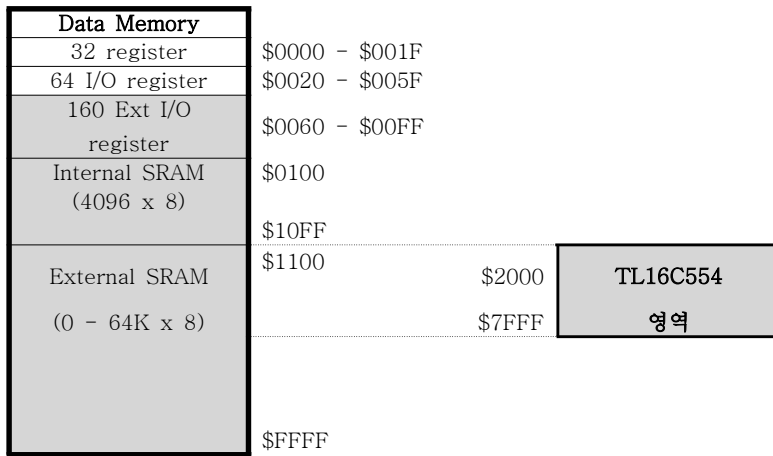 Data Memory
32 register $0000 - $001F
64 I/O register $0020 - $005F
160 Ext I/O
register
$0060 - $00FF
Internal SRAM $0100
(4096 x 8)
$10FF
$1100
External SRAM $2000 TL16C554
(0 - 64K x 8) $7FFF 영역
$FFFF